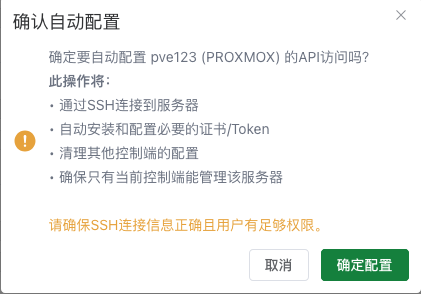 确认自动配置
确定要自动配置 pve123 (PROXMOX) 的API访问吗?
此操作将：
• 通过SSH连接到服务器
• 自动安装和配置必要的证书/Token
• 清理其他控制端的配置
• 确保只有当前控制端能管理该服务器
请确保SSH连接信息正确且用户有足够权限。
取消
确定配置